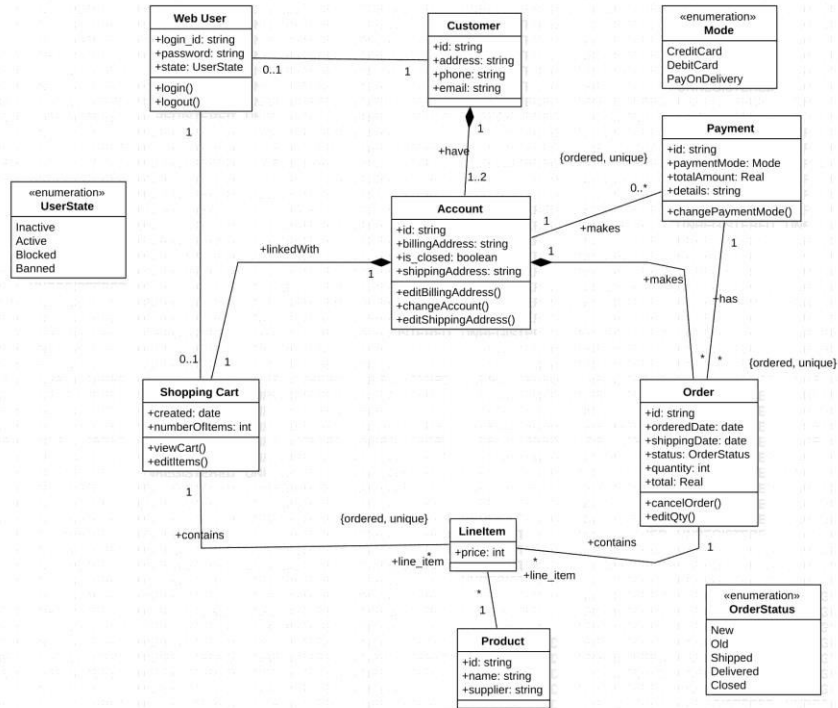 Web User
+login_id: string
+password: string
+state: UserState
+login()
+logout()
0..1
1
1
Customer
+id: string
+address: string
+phone: string
+email: string
1
+have
1..2
«enumeration»
Mode
CreditCard
DebitCard
PayOnDelivery
Payment
+id: string
+paymentMode: Mode
+totalAmount: Real
+details: string
+changePaymentMode()
{ordered, unique}
0..*
1
+makes
1
+has
«enumeration»
UserState
Inactive
Active
Blocked
Banned
Account
+id: string
+billingAddress: string
+is_closed: boolean
+shippingAddress: string
+editBillingAddress()
+changeAccount()
+editShippingAddress()
+linkedWith
1
1
+makes
0..1
1
* *
{ordered, unique}
Shopping Cart
+created: date
+numberOfItems: int
+viewCart()
+editItems()
1
+contains
Order
+id: string
+orderedDate: date
+shippingDate: date
+status: OrderStatus
+quantity: int
+total: Real
+cancelOrder()
+editQty()
1
+contains
{ordered, unique}
LineItem
+price: int
*
+line_item
*
+line_item
*
1
Product
+id: string
+name: string
+supplier: string
«enumeration»
OrderStatus
New
Old
Shipped
Delivered
Closed